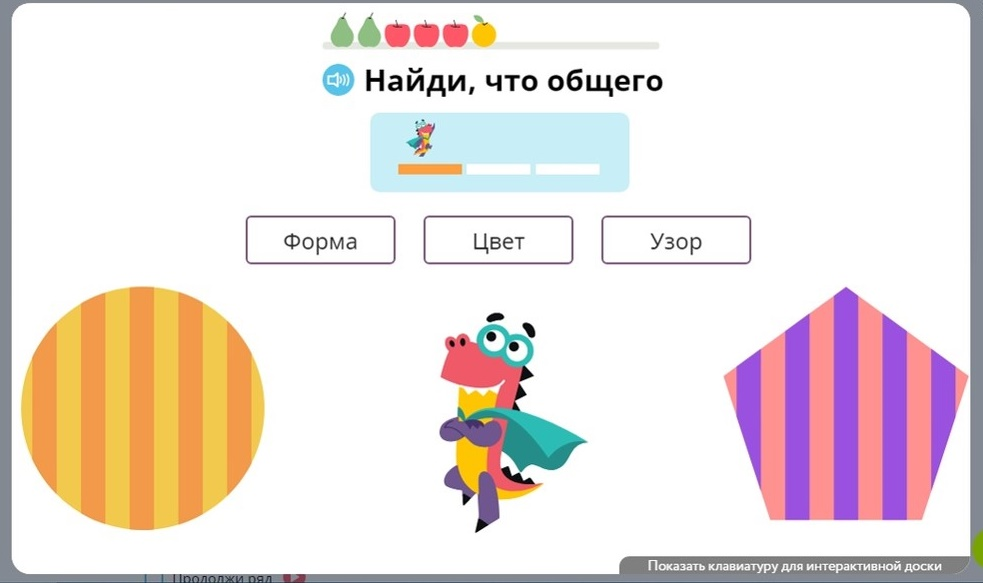 Найди, что общего
Форма
Цвет
Узор
Показать клавиатуру для интерактивной доски
Продолжи ряд